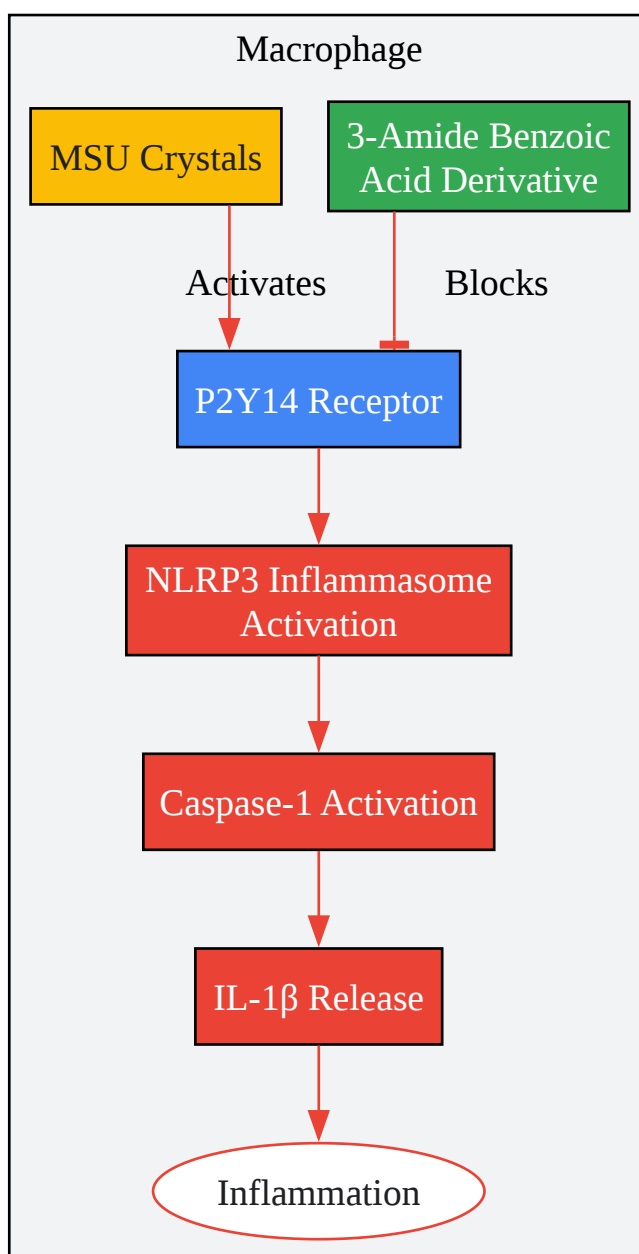 Macrophage
MSU Crystals
3-Amide Benzoic
Acid Derivative
Activates
Blocks
P2Y14 Receptor
NLRP3 Inflammasome
Activation
Caspase-1 Activation
IL-1β Release
Inflammation